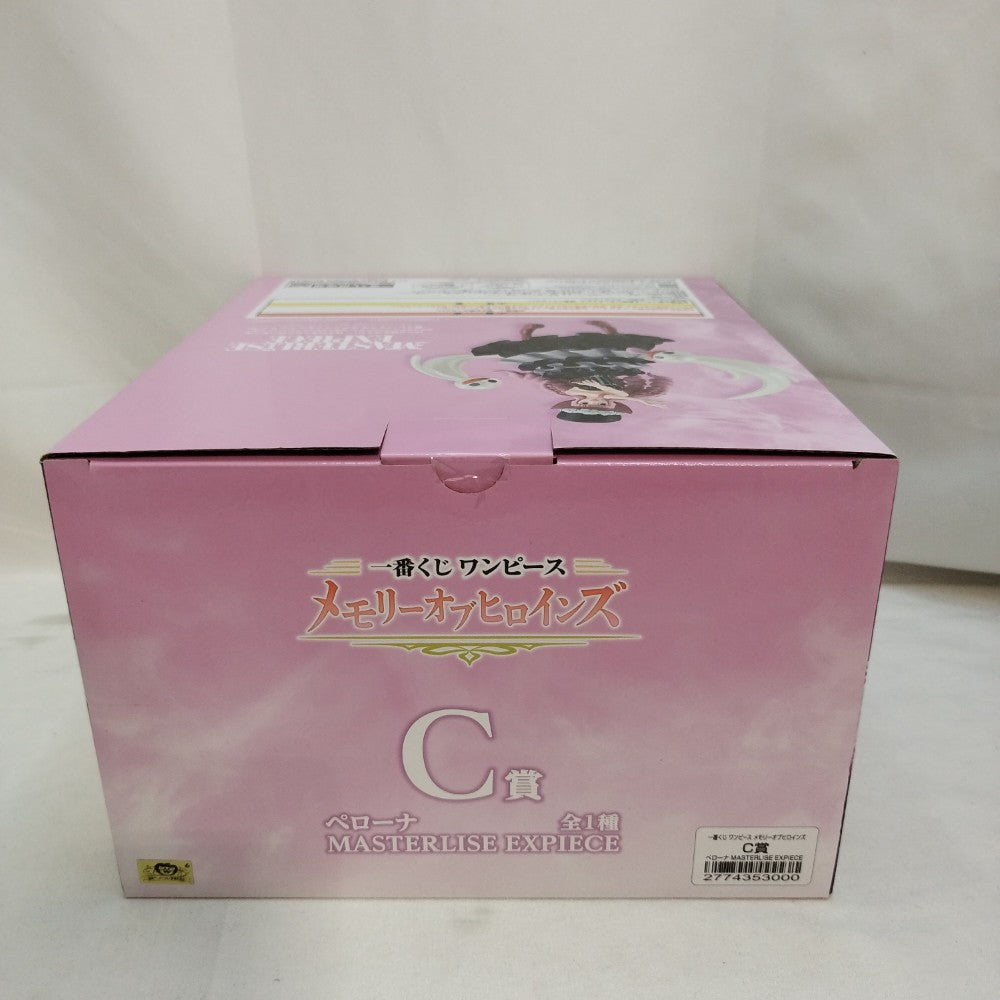 MASTERLISE
EXPIECE
一番くじ ワンピース
メモリーオブヒロインズ
C賞
ペローナ 全1種
MASTERLISE EXPIECE
一番くじ ワンピース メモリーオブヒロインズ
C賞
ペローナ MASTERLISE EXPIECE
2774353000